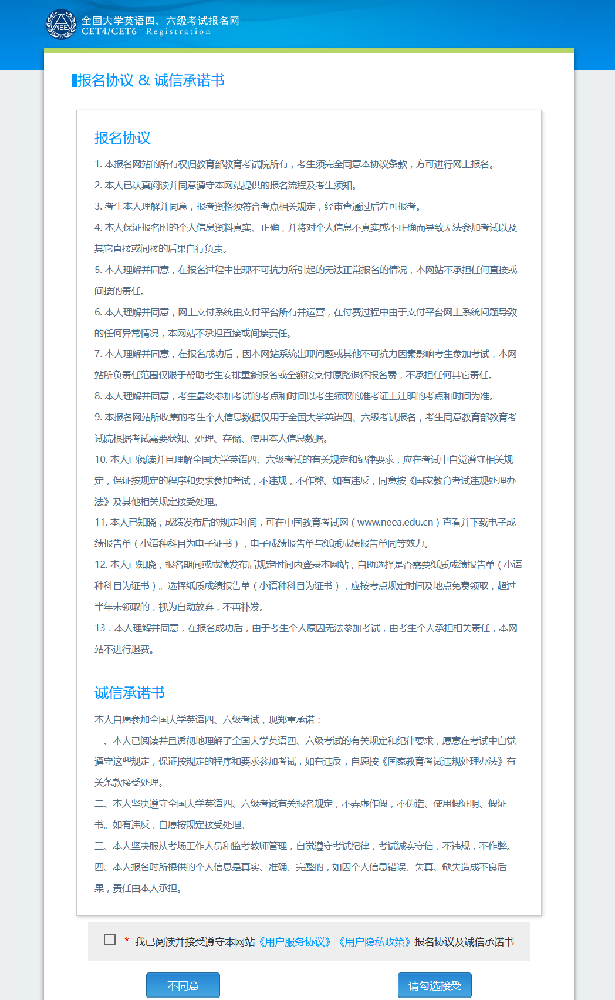 全国大学英语四、六级考试报名网
NEEA
CET4/CET6 Registration
报名协议 & 诚信承诺书
报名协议
1. 本报名网站的所有权归教育部教育考试院所有，考生须完全同意本协议条款，方可进行网上报名。
2. 本人已认真阅读并同意遵守本网站提供的报名流程及考生须知。
3. 考生本人理解并同意，报考资格须符合考点相关规定，经审查通过后方可报考。
4. 本人保证报名时的个人信息资料真实、正确，并将对个人信息不真实或不正确而导致无法参加考试以及
其它直接或间接的后果自行负责。
5. 本人理解并同意，在报名过程中出现不可抗力所引起的无法正常报名的情况，本网站不承担任何直接或
间接的责任。
6. 本人理解并同意，网上支付系统由支付平台所有并运营，在付费过程中由于支付平台网上系统问题导致
的任何异常情况，本网站不承担直接或间接责任。
7. 本人理解并同意，在报名成功后，因本网站系统出现问题或其他不可抗力因素影响考生参加考试，本网
站所负责任范围仅限于帮助考生安排重新报名或全额按支付原路退还报名费，不承担任何其它责任。
8. 本人理解并同意，考生最终参加考试的考点和时间以考生领取的准考证上注明的考点和时间为准。
9. 本报名网站所收集的考生个人信息数据仅用于全国大学英语四、六级考试报名，考生同意教育部教育考
试院根据考试需要获知、处理、存储、使用本人信息数据。
10. 本人已阅读并且理解全国大学英语四、六级考试的有关规定和纪律要求，应在考试中自觉遵守相关规
定，保证按规定的程序和要求参加考试，不违规，不作弊。如有违反，同意按《国家教育考试违规处理办
法》及其他相关规定接受处理。
11. 本人已知晓，成绩发布后的规定时间，可在中国教育考试网（www.neea.edu.cn）查看并下载电子成
绩报告单（小语种科目为电子证书），电子成绩报告单与纸质成绩报告单同等效力。
12. 本人已知晓，报名期间或成绩发布后规定时间内登录本网站，自助选择是否需要纸质成绩报告单（小语
种科目为证书）。选择纸质成绩报告单（小语种科目为证书），应按考点规定时间及地点免费领取，超过
半年未领取的，视为自动放弃，不再补发。
13．本人理解并同意，在报名成功后，由于考生个人原因无法参加考试，由考生个人承担相关责任，本网
站不进行退费。
诚信承诺书
本人自愿参加全国大学英语四、六级考试，现郑重承诺：
一、本人已阅读并且透彻地理解了全国大学英语四、六级考试的有关规定和纪律要求，愿意在考试中自觉
遵守这些规定，保证按规定的程序和要求参加考试，如有违反，自愿按《国家教育考试违规处理办法》有
关条款接受处理。
二、本人坚决遵守全国大学英语四、六级考试有关报名规定，不弄虚作假，不伪造、使用假证明、假证
书。如有违反，自愿按规定接受处理。
三、本人坚决服从考场工作人员和监考教师管理，自觉遵守考试纪律，考试诚实守信，不违规，不作弊。
四、本人报名时所提供的个人信息是真实、准确、完整的，如因个人信息错误、失真、缺失造成不良后
果，责任由本人承担。
* 我已阅读并接受遵守本网站《用户服务协议》《用户隐私政策》报名协议及诚信承诺书
不同意
请勾选接受